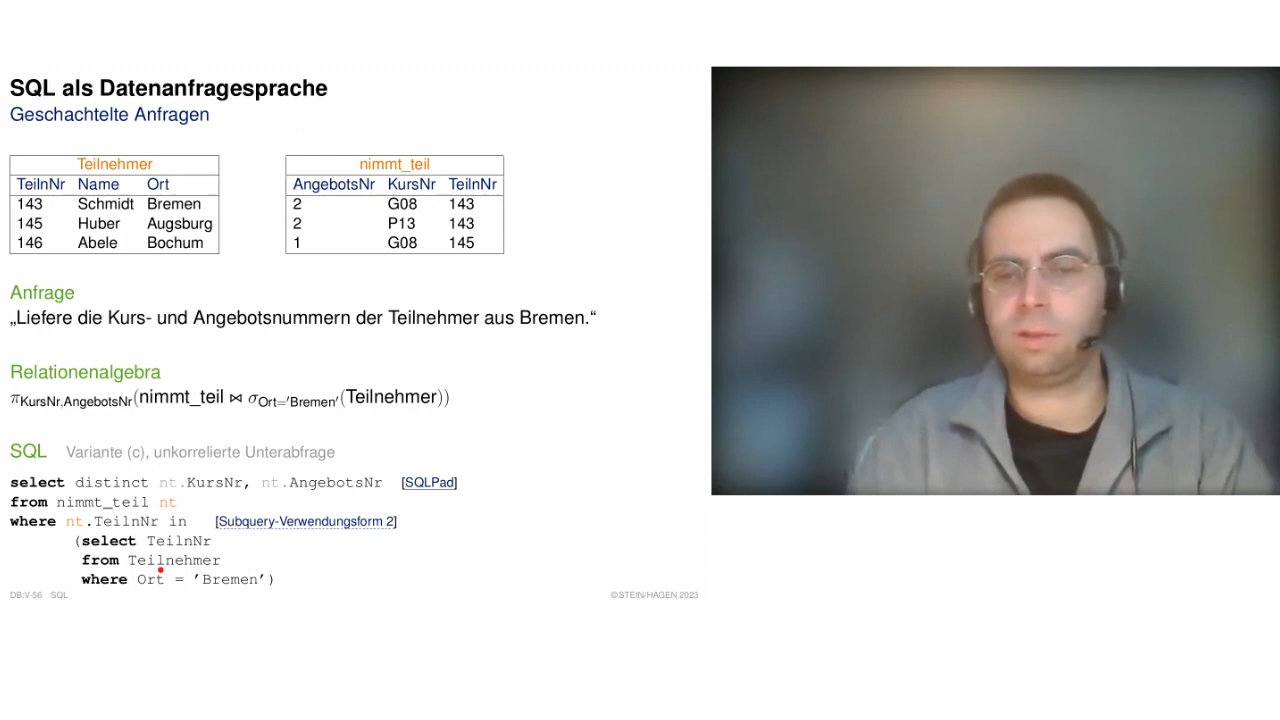 SQL als Datenanfragesprache
Geschachtelte Anfragen
Teilnehmer
TeilnNr Name Ort
143 Schmidt Bremen
145 Huber Augsburg
146 Abele Bochum
nimmt_teil
AngebotsNr KursNr TeilnNr
2 G08 143
2 P13 143
1 G08 145
Anfrage
„Liefere die Kurs- und Angebotsnummern der Teilnehmer aus Bremen.“
Relationenalgebra
πKursNr,AngebotsNr(nimmt_teil ⋈ σOrt='Bremen'(Teilnehmer))
SQL Variante (c), unkorrelierte Unterabfrage
select distinct nt.KursNr, nt.AngebotsNr [SQLPad]
from nimmt_teil nt
where nt.TeilnNr in [Subquery-Verwendungsform 2]
(select TeilnNr
from Teilnehmer
where Ort = 'Bremen')
DB:V-56 SQL
©STEIN/HAGEN 2023